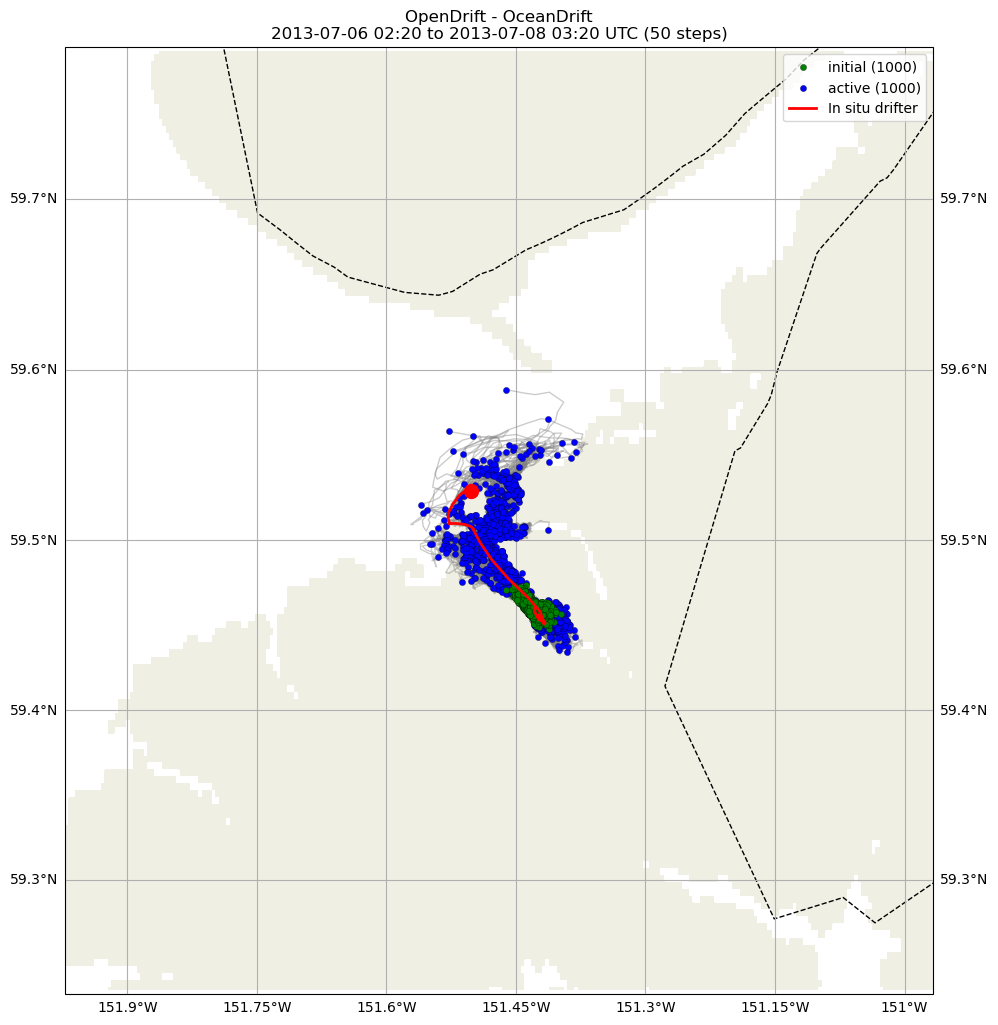 OpenDrift - OceanDrift
2013-07-06 02:20 to 2013-07-08 03:20 UTC (50 steps)
initial (1000)
active (1000)
In situ drifter
59.7°N
59.7°N
59.6°N
59.6°N
59.5°N
59.5°N
59.4°N
59.4°N
59.3°N
59.3°N
151.9°W
151.75°W
151.6°W
151.45°W
151.3°W
151.15°W
151°W